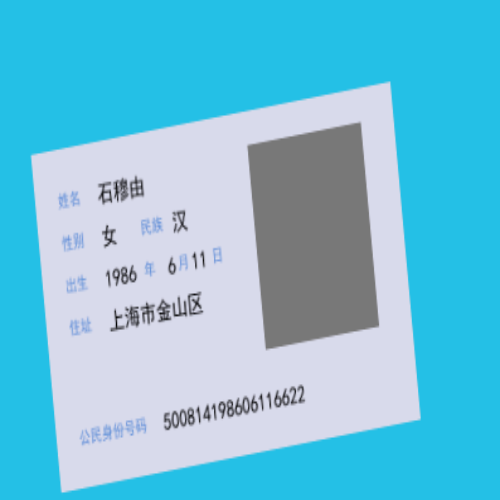 姓名 石穆由
性别 女 民族 汉
出生 1986 年 6 月 11 日
住址 上海市金山区
公民身份号码 500814198606116622